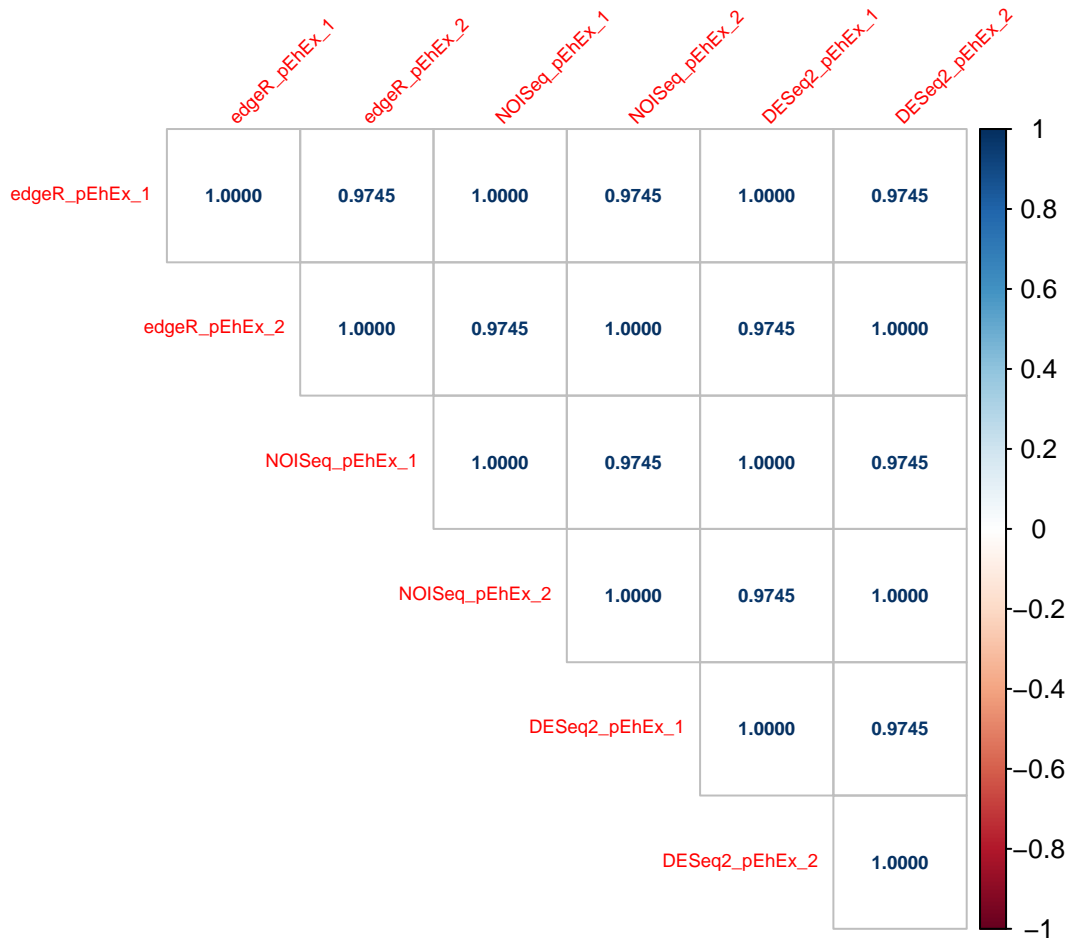 edgeR_pEhEx_1
edgeR_pEhEx_2
NOISeq_pEhEx_1
NOISeq_pEhEx_2
DESeq2_pEhEx_1
DESeq2_pEhEx_2
edgeR_pEhEx_1 1.0000 0.9745 1.0000 0.9745 1.0000 0.9745
edgeR_pEhEx_2 1.0000 0.9745 1.0000 0.9745 1.0000
NOISeq_pEhEx_1 1.0000 0.9745 1.0000 0.9745
NOISeq_pEhEx_2 1.0000 0.9745 1.0000
DESeq2_pEhEx_1 1.0000 0.9745
DESeq2_pEhEx_2 1.0000
1
0.8
0.6
0.4
0.2
0
−0.2
−0.4
−0.6
−0.8
−1